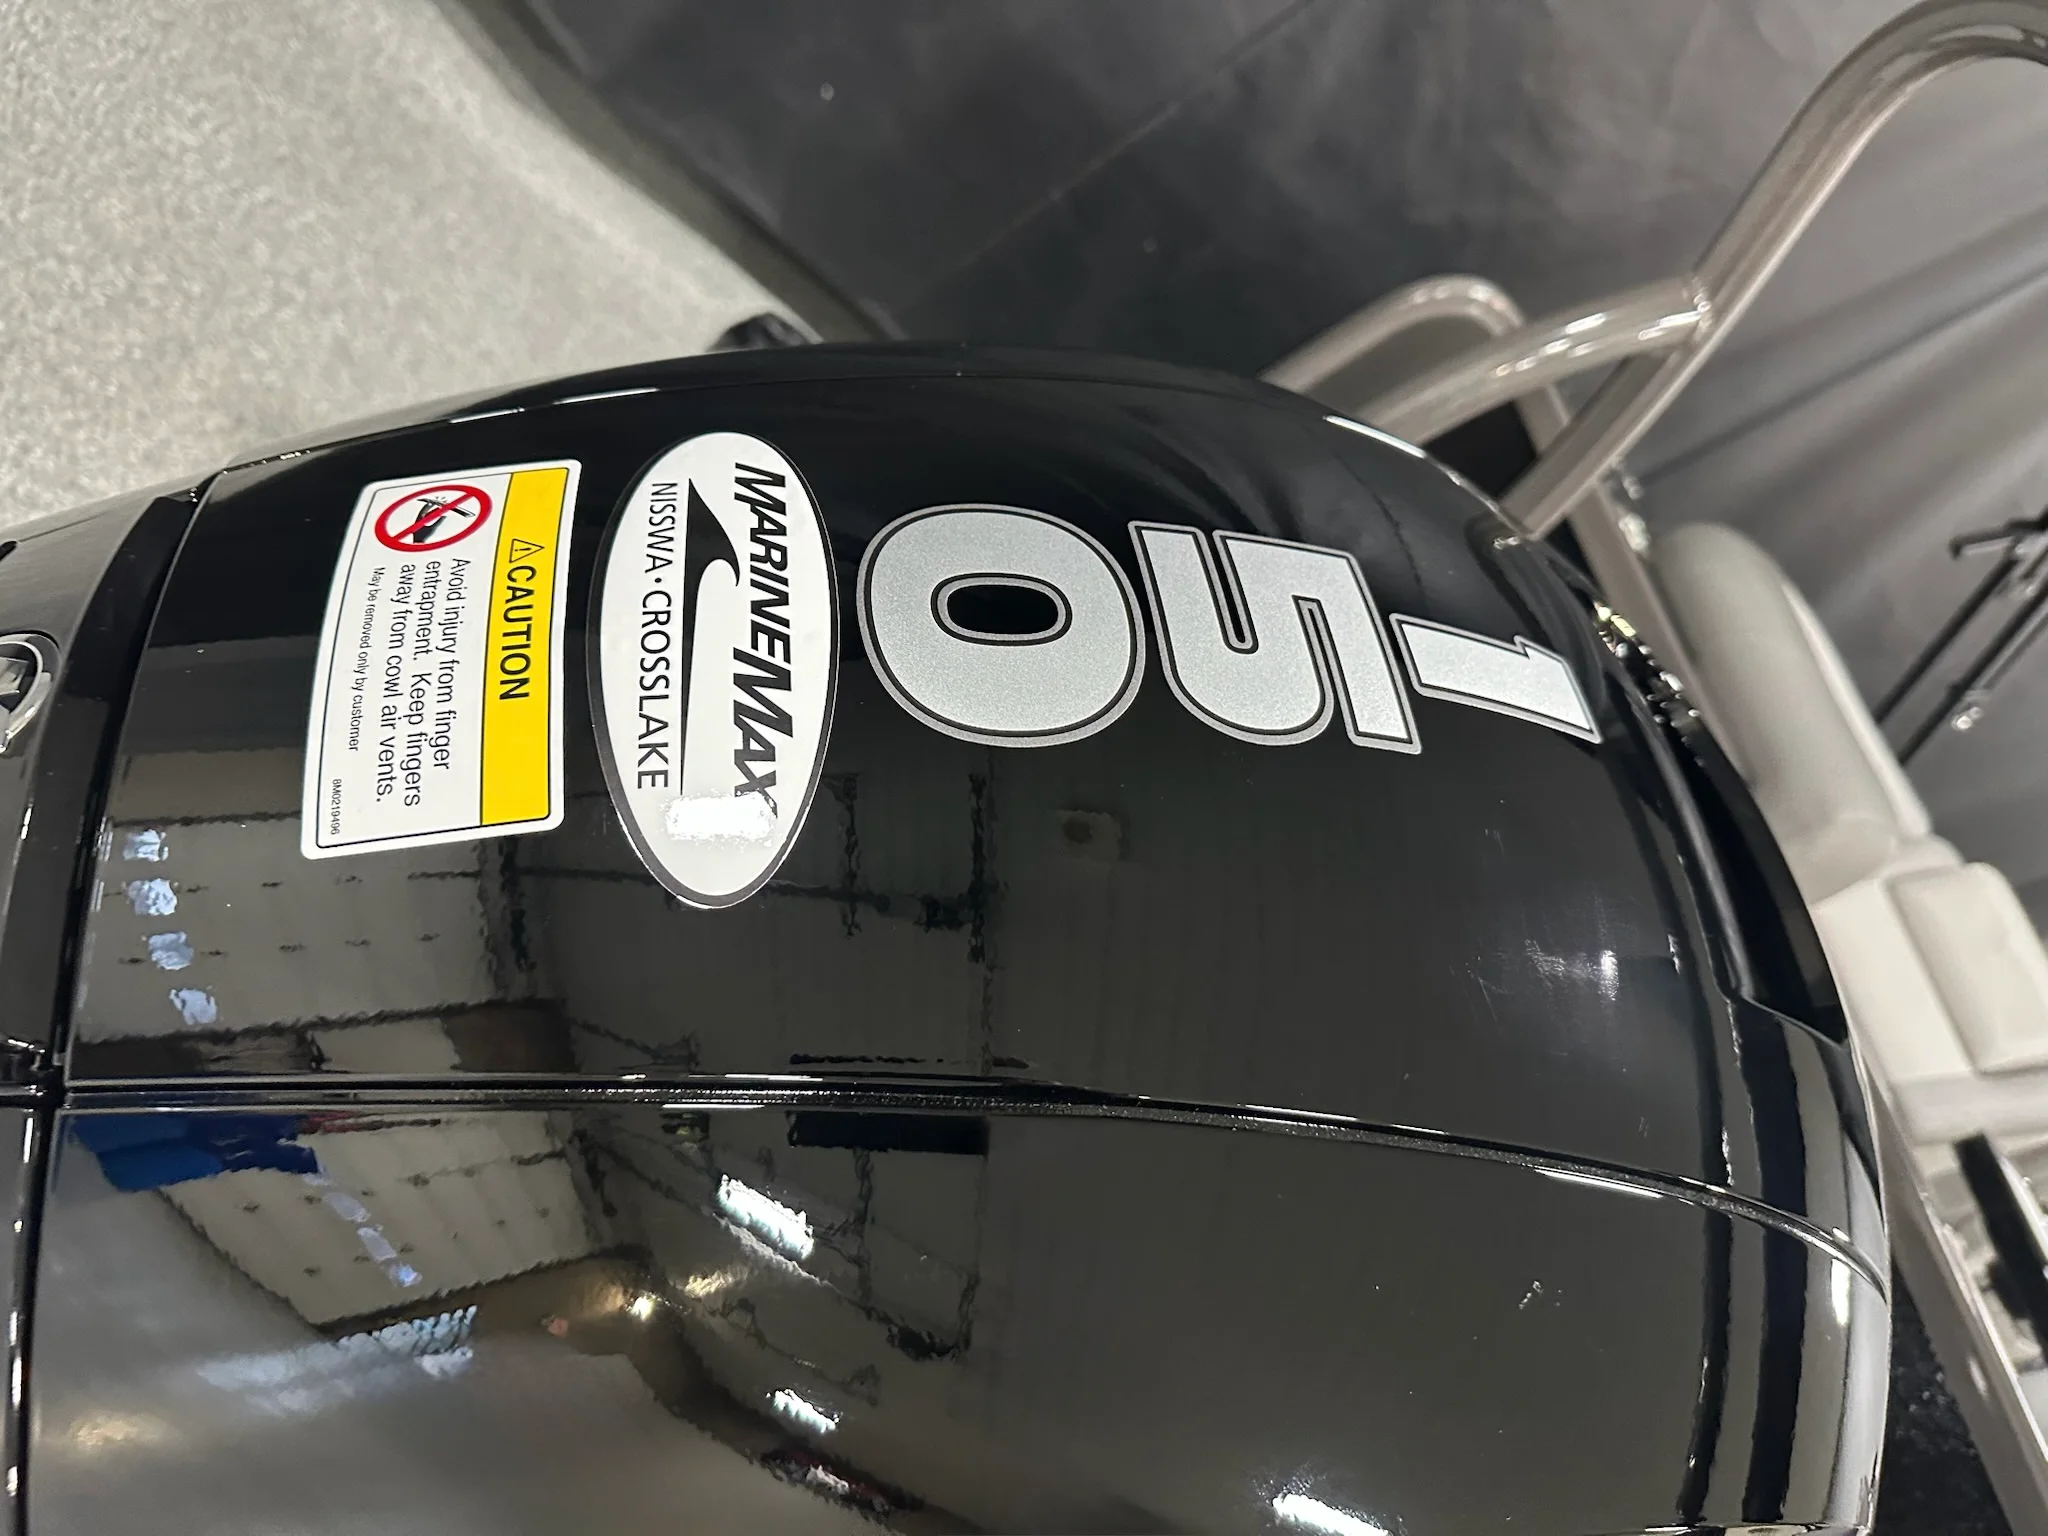 150
MARINEMAX
NISSWA • CROSSLAKE
⚠CAUTION
Avoid injury from finger
entrapment. Keep fingers
away from cowl air vents.
May be removed only by customer
8M0219496